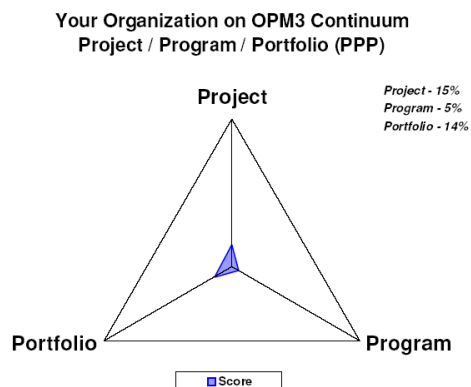 Your Organization on OPM3 Continuum
Project / Program / Portfolio (PPP)
Project - 15%
Program - 5%
Portfolio - 14%
Project
Portfolio
Program
Score